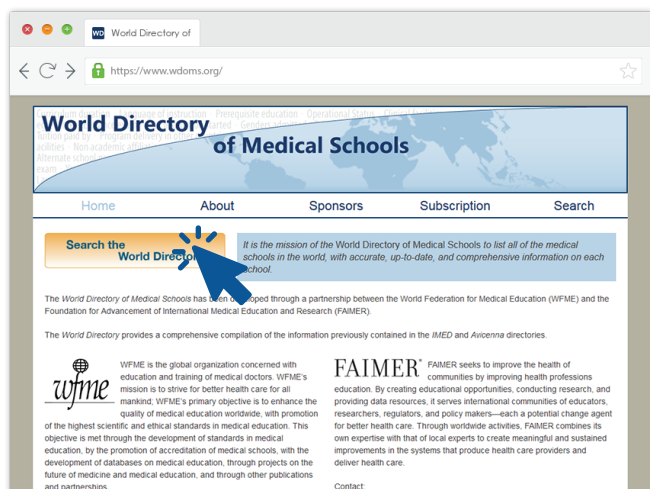 World Directory of
https://www.wdoms.org/
World Directory
of Medical Schools
Home About Sponsors Subscription Search
Search the
World Directory
It is the mission of the World Directory of Medical Schools to list all of the medical
schools in the world, with accurate, up-to-date, and comprehensive information on each
school.
The World Directory of Medical Schools has been developed through a partnership between the World Federation for Medical Education (WFME) and the
Foundation for Advancement of International Medical Education and Research (FAIMER).
The World Directory provides a comprehensive compilation of the information previously contained in the IMED and Avicenna directories.
wfme
WFME is the global organization concerned with
education and training of medical doctors. WFME's
mission is to strive for better health care for all
mankind; WFME's primary objective is to enhance the
quality of medical education worldwide, with promotion
of the highest scientific and ethical standards in medical education. This
objective is met through the development of standards in medical
education, by the promotion of accreditation of medical schools, with the
development of databases on medical education, through projects on the
future of medicine and medical education, and through other publications
and partnerships.
FAIMER®
FAIMER seeks to improve the health of
communities by improving health professions
education. By creating educational opportunities, conducting research, and
providing data resources, it serves international communities of educators,
researchers, regulators, and policy makers—each a potential change agent
for better health care. Through worldwide activities, FAIMER combines its
own expertise with that of local experts to create meaningful and sustained
improvements in the systems that produce health care providers and
deliver health care.
Contact: